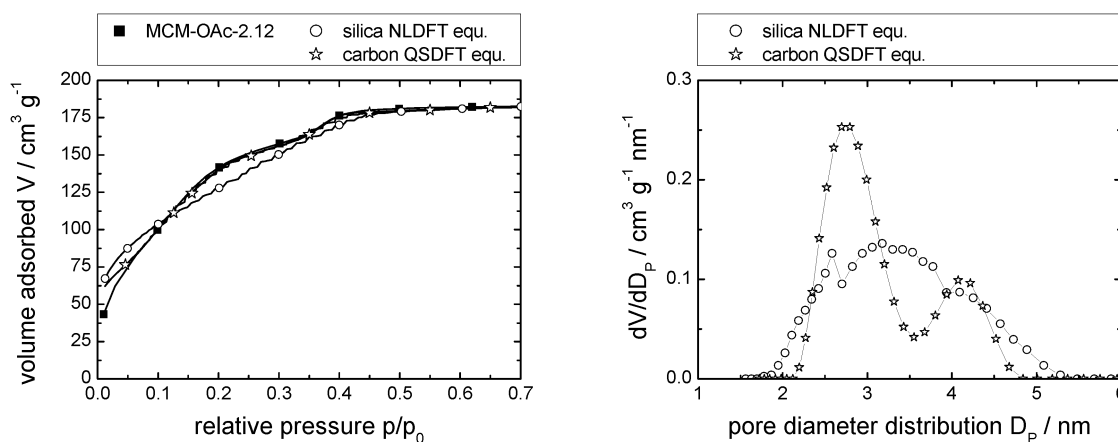 MCM-OAc-2.12
silica NLDFT equ.
carbon QSDFT equ.
200
175
150
125
100
75
50
25
0
0.0 0.1 0.2 0.3 0.4 0.5 0.6 0.7
volume adsorbed V / cm³ g⁻¹
relative pressure p/p₀
silica NLDFT equ.
carbon QSDFT equ.
0.3
0.2
0.1
0.0
1 2 3 4 5 6
dV/dD_P / cm³ g⁻¹ nm⁻¹
pore diameter distribution D_P / nm